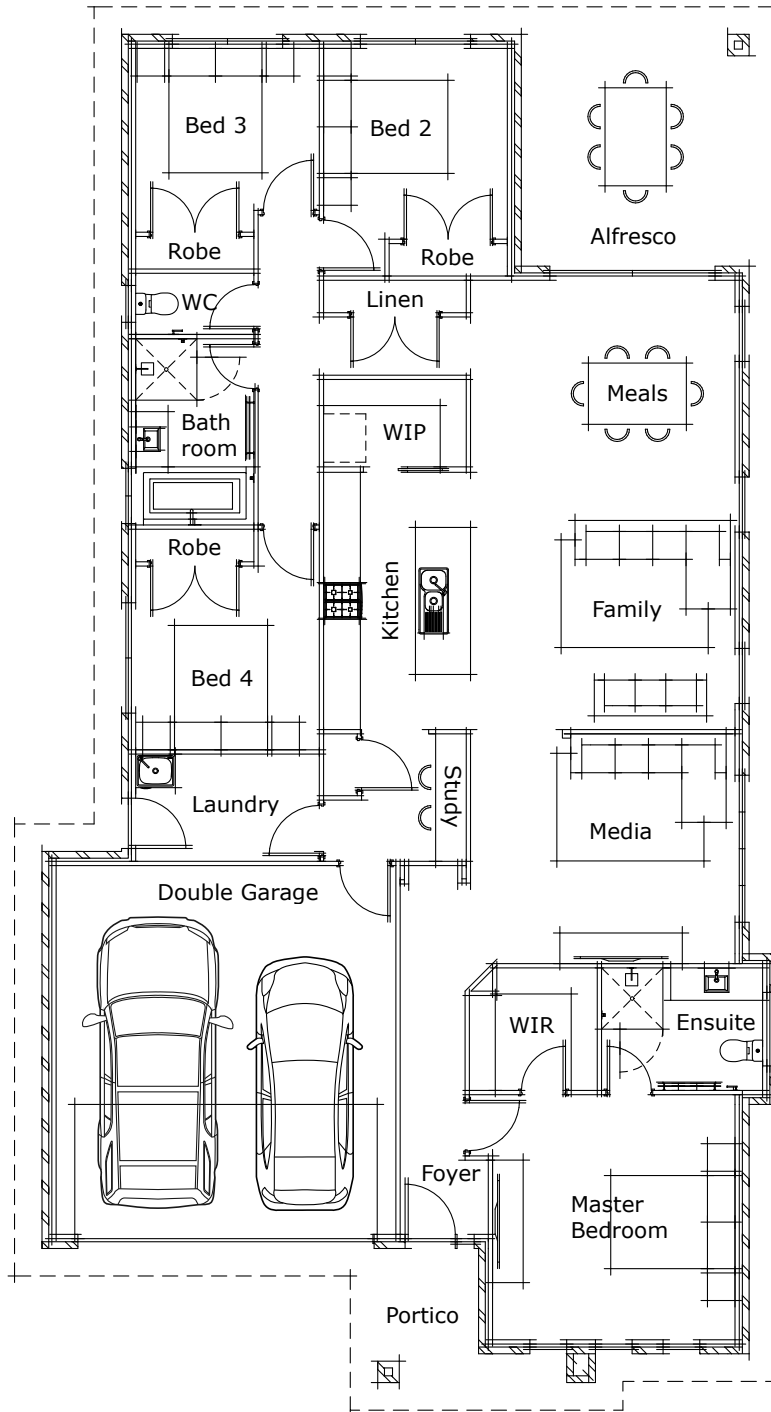 Bed 3
Bed 2
Alfresco
Robe
Robe
WC
Linen
Meals
Bath
room
WIP
Robe
Kitchen
Family
Bed 4
Study
Laundry
Media
Double Garage
WIR
Ensuite
Foyer
Master
Bedroom
Portico